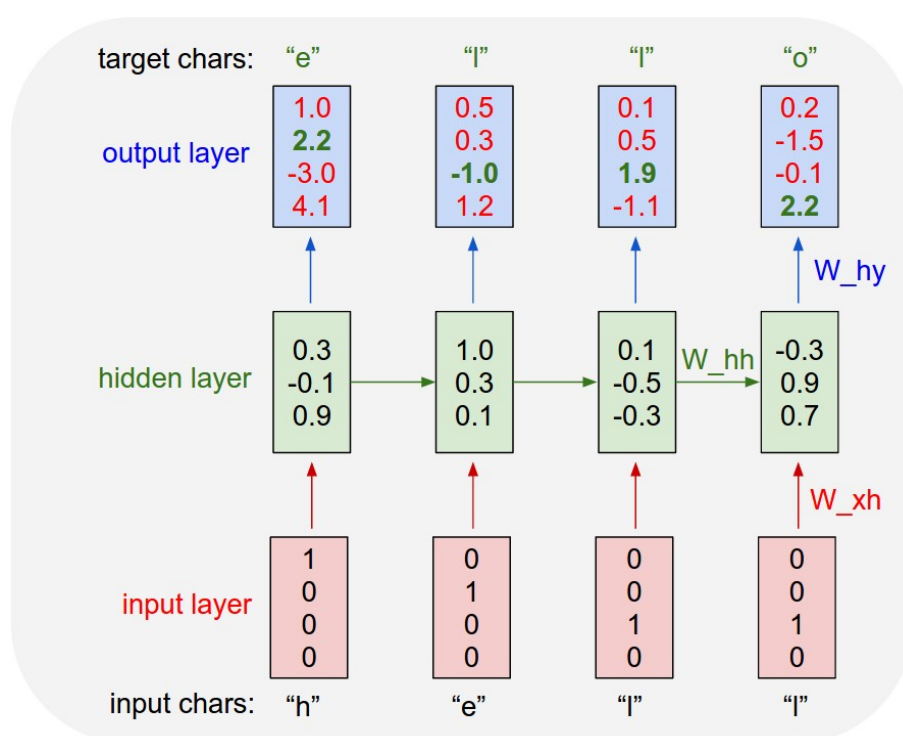 target chars: “e” “l” “l” “o”
1.0 0.5 0.1 0.2
output layer 2.2 0.3 0.5 -1.5
-3.0 -1.0 1.9 -0.1
4.1 1.2 -1.1 2.2
W_hy
0.3 1.0 0.1 W_hh -0.3
hidden layer -0.1 0.3 -0.5 0.9
0.9 0.1 -0.3 0.7
W_xh
1 0 0 0
input layer 0 1 0 0
0 0 1 1
0 0 0 0
input chars: “h” “e” “l” “l”